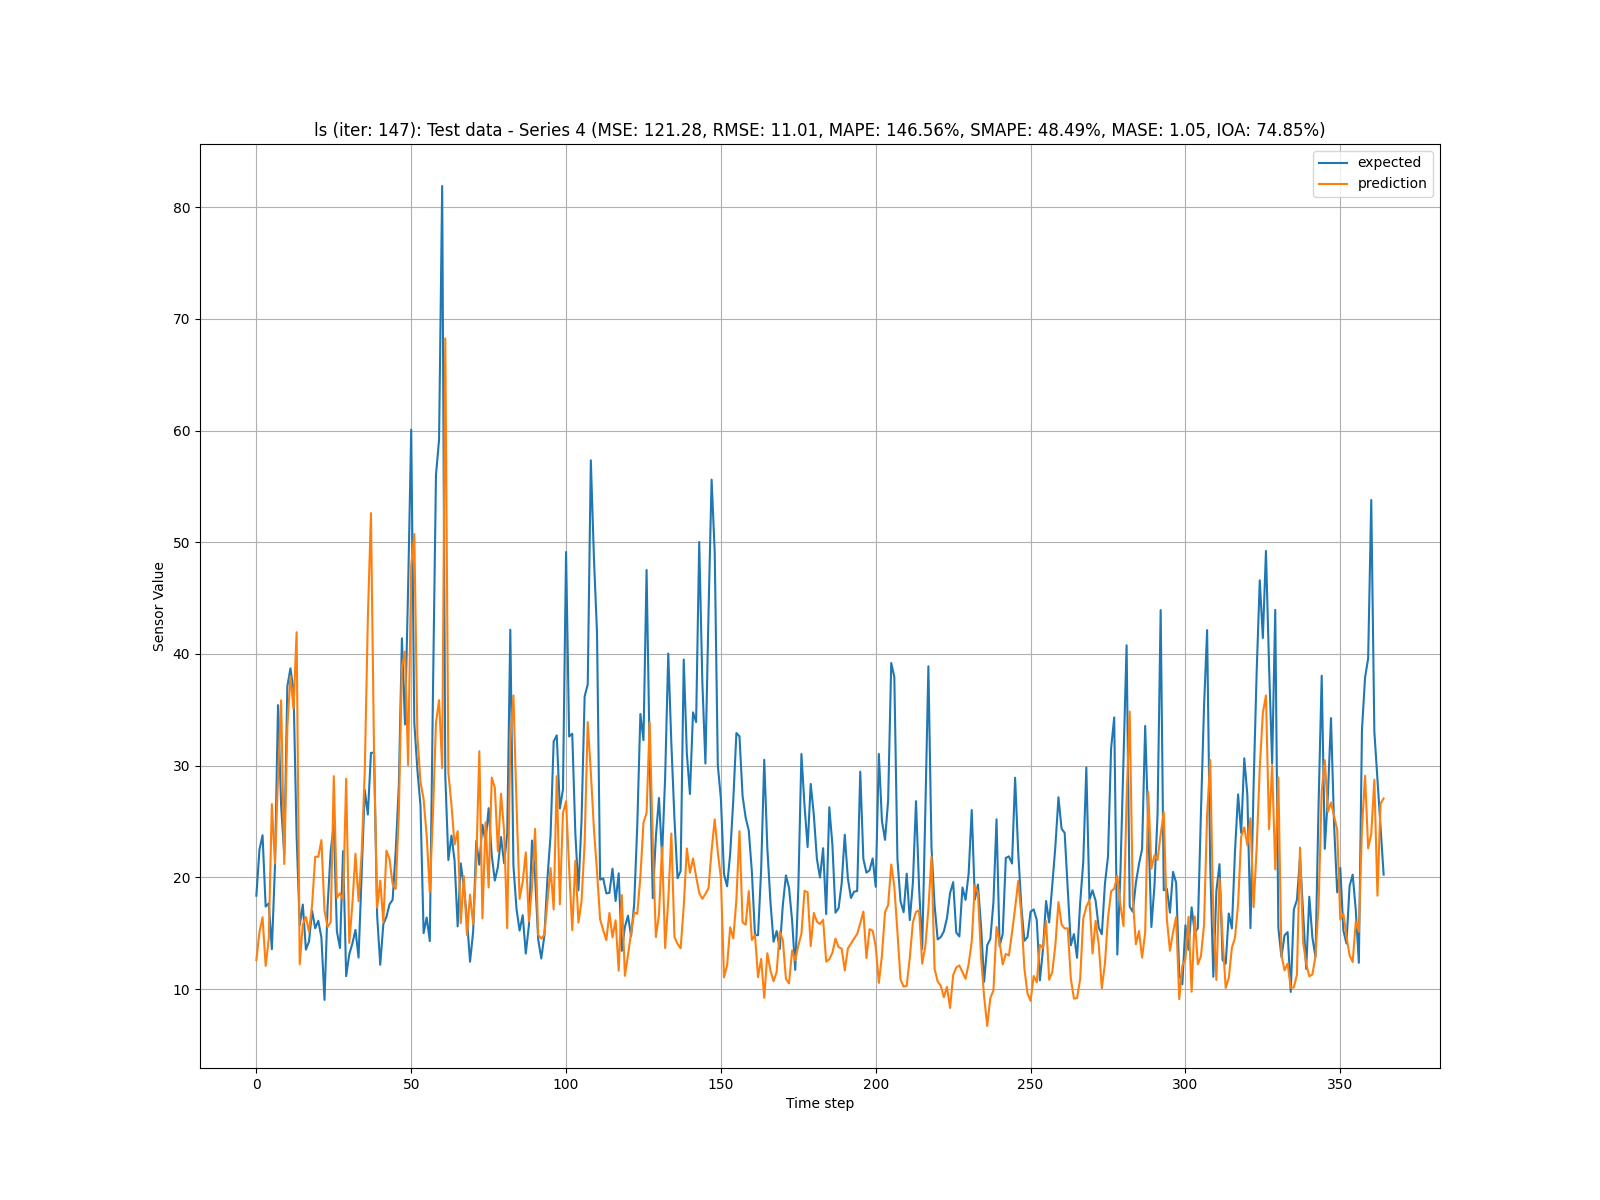 ls (iter: 147): Test data - Series 4 (MSE: 121.28, RMSE: 11.01, MAPE: 146.56%, SMAPE: 48.49%, MASE: 1.05, IOA: 74.85%)
expected
prediction
80
70
60
50
40
30
20
10
Sensor Value
0 50 100 150 200 250 300 350
Time step